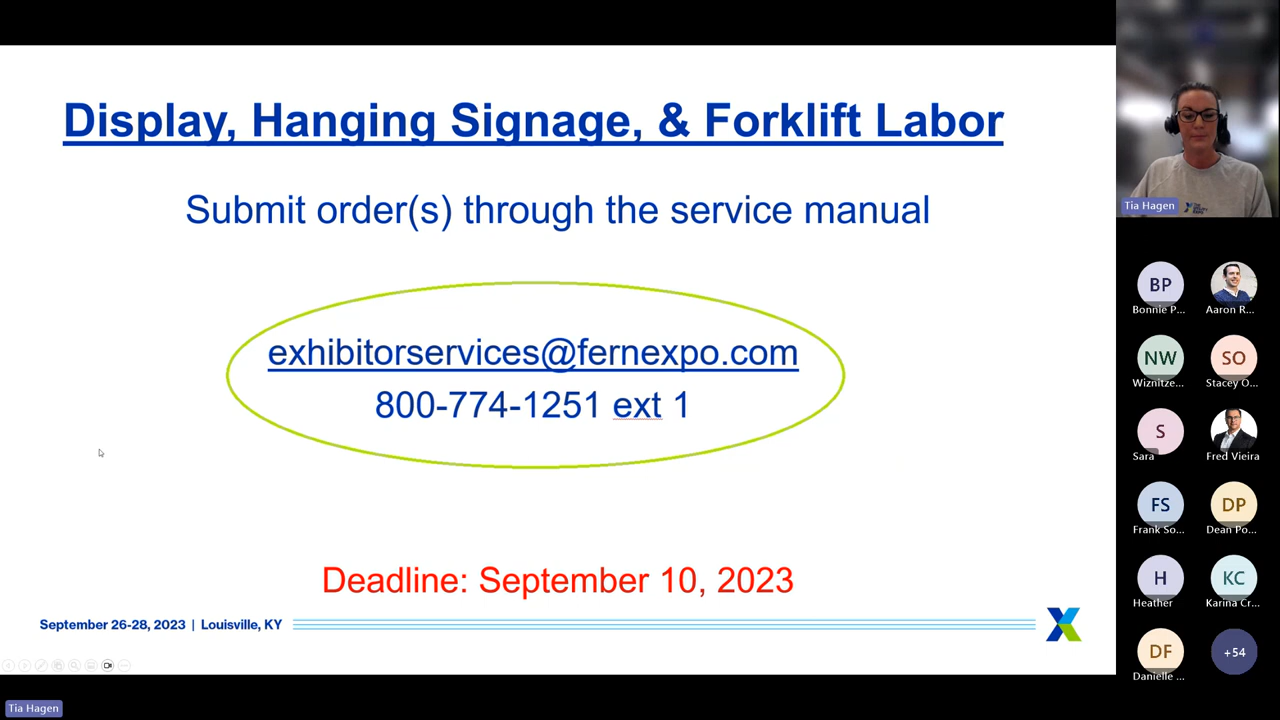 Display, Hanging Signage, & Forklift Labor
Submit order(s) through the service manual
exhibitorservices@fernexpo.com
800-774-1251 ext 1
Deadline: September 10, 2023
September 26-28, 2023 | Louisville, KY
Tia Hagen
Tia Hagen
BP
Bonnie P...
Aaron R...
NW
Wiznitze...
SO
Stacey O...
S
Sara
Fred Vieira
FS
Frank So...
DP
Dean Po...
H
Heather
KC
Karina Cr...
DF
Danielle ...
+54